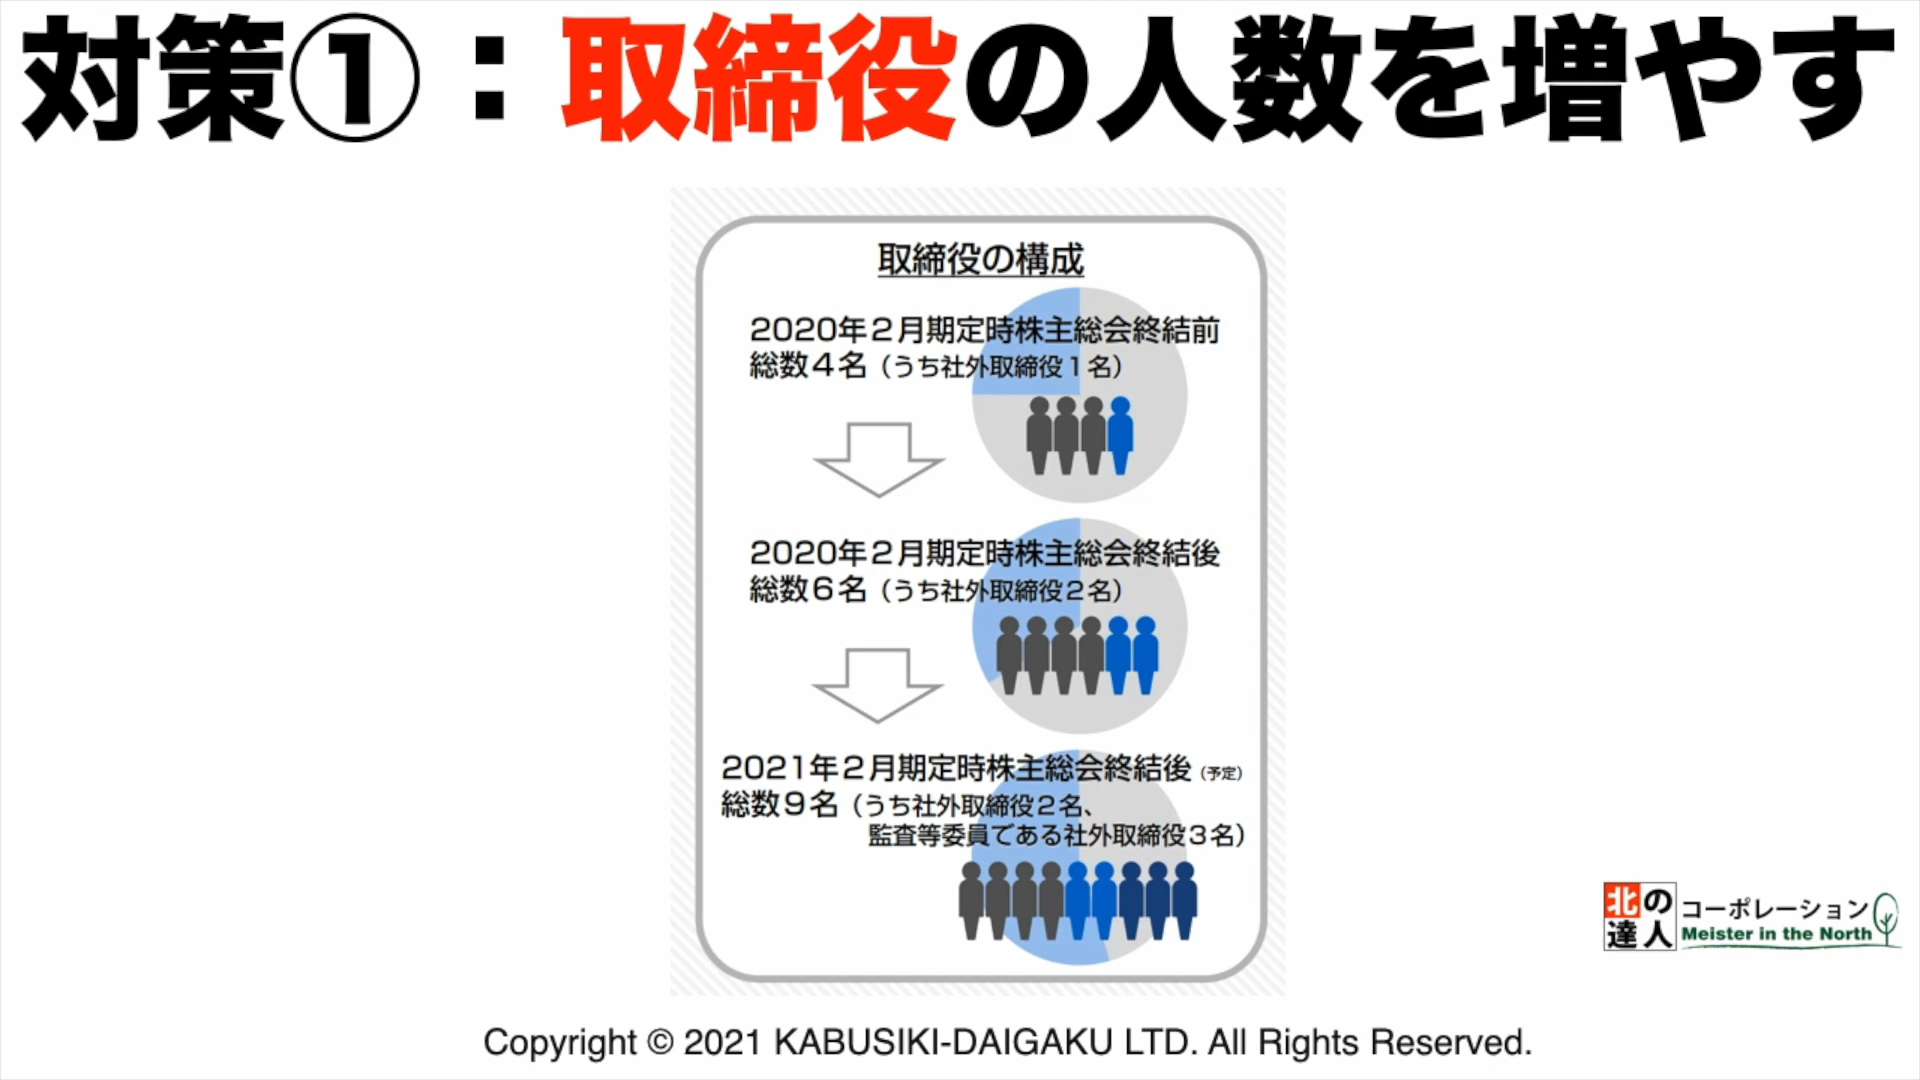 対策①：取締役の人数を増やす
取締役の構成
2020年２月期定時株主総会終結前
総数４名（うち社外取締役１名）
2020年２月期定時株主総会終結後
総数６名（うち社外取締役２名）
2021年２月期定時株主総会終結後（予定）
総数９名（うち社外取締役２名、
監査等委員である社外取締役３名）
北の達人
コーポレーション
Meister in the North
Copyright © 2021 KABUSIKI-DAIGAKU LTD. All Rights Reserved.